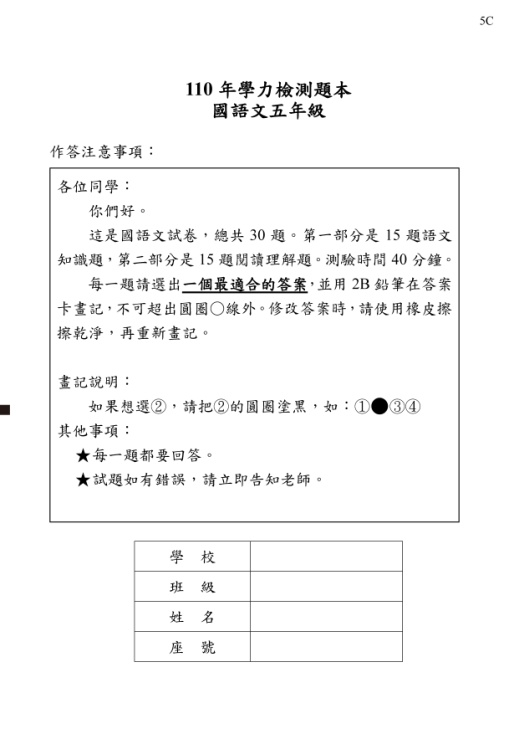 5C
110 年學力檢測題本
國語文五年級
作答注意事項：
各位同學：
你們好。
這是國語文試卷，總共 30 題。第一部分是 15 題語文
知識題，第二部分是 15 題閱讀理解題。測驗時間 40 分鐘。
每一題請選出一個最適合的答案，並用 2B 鉛筆在答案
卡畫記，不可超出圓圈○線外。修改答案時，請使用橡皮擦
擦乾淨，再重新畫記。
畫記說明：
如果想選②，請把②的圓圈塗黑，如：①●③④
其他事項：
★每一題都要回答。
★試題如有錯誤，請立即告知老師。
學 校
班 級
姓 名
座 號